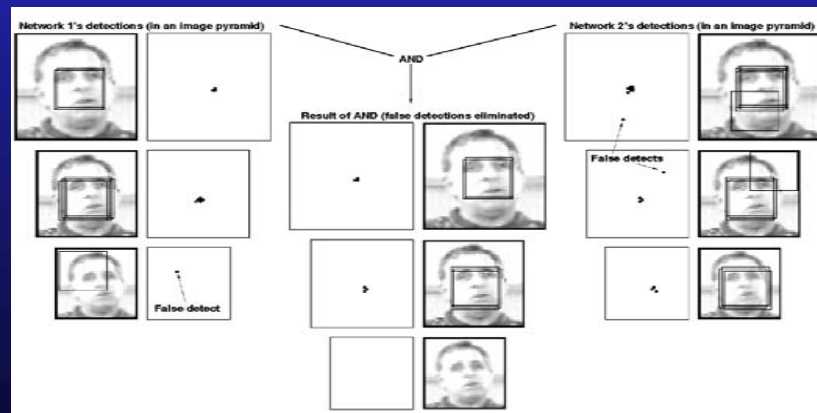 Network 1's detections (in an image pyramid)
Network 2's detections (in an image pyramid)
AND
Result of AND (false detections eliminated)
False detects
False detect